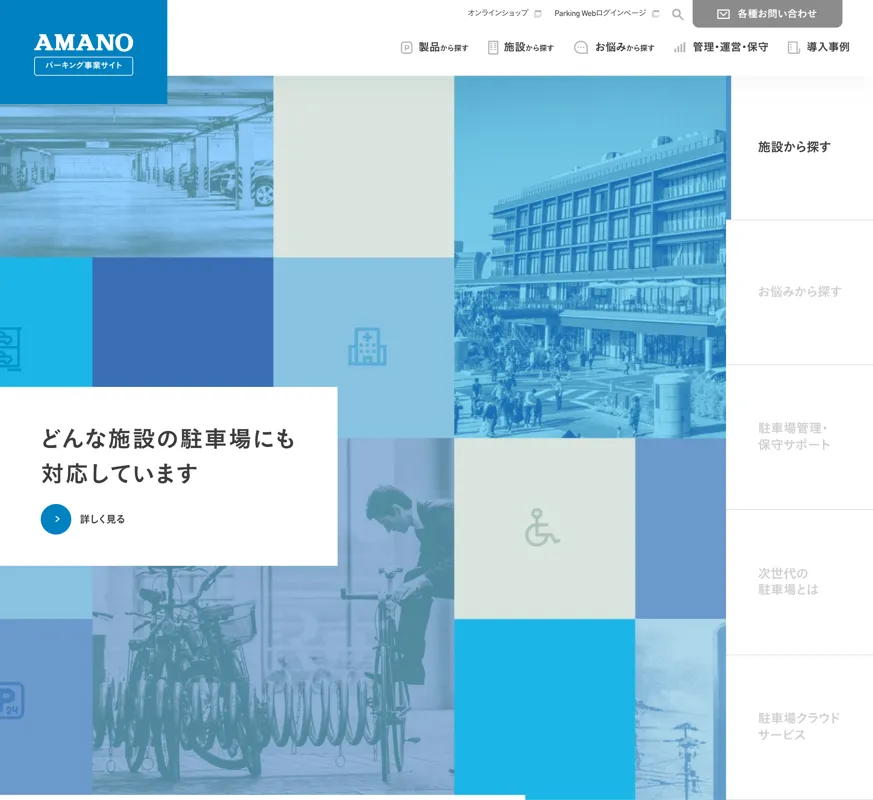 オンラインショップ
Parking Webログインページ
各種お問い合わせ
AMANO
パーキング事業サイト
製品から探す
施設から探す
お悩みから探す
管理・運営・保守
導入事例
どんな施設の駐車場にも
対応しています
詳しく見る
施設から探す
お悩みから探す
駐車場管理・
保守サポート
次世代の
駐車場とは
駐車場クラウド
サービス
P
24